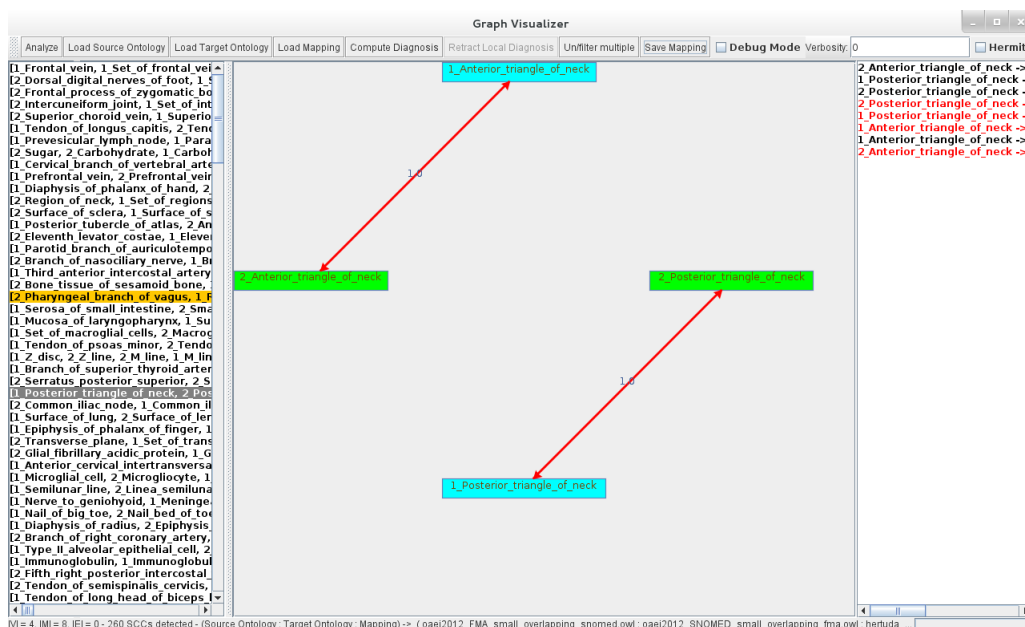 Graph Visualizer
Analyze Load Source Ontology Load Target Ontology Load Mapping Compute Diagnosis Retract Local Diagnosis Un/filter multiple Save Mapping Debug Mode Verbosity: 0 Hermit
[1_Frontal_vein, 1_Set_of_frontal_vei
[2_Dorsal_digital_nerves_of_foot, 1_S
[2_Frontal_process_of_zygomatic_bo
[2_Intercuneiform_joint, 1_Set_of_int
[2_Superior_choroid_vein, 1_Superio
[1_Tendon_of_longus_capitis, 2_Tend
[1_Prevesicular_lymph_node, 1_Para
[2_Sugar, 2_Carbohydrate, 1_Carboh
[1_Cervical_branch_of_vertebral_arte
[1_Prefrontal_vein, 2_Prefrontal_vein
[1_Diaphysis_of_phalanx_of_hand, 2_
[2_Region_of_neck, 1_Set_of_regions
[2_Surface_of_sclera, 1_Surface_of_s
[1_Posterior_tubercle_of_atlas, 2_An
[2_Eleventh_levator_costae, 1_Eleve
[1_Parotid_branch_of_auriculotempo
[2_Branch_of_nasociliary_nerve, 1_Br
[1_Third_anterior_intercostal_artery
[2_Bone_tissue_of_sesamoid_bone, 1
[2_Pharyngeal_branch_of_vagus, 1_P
[1_Serosa_of_small_intestine, 2_Sma
[1_Mucosa_of_laryngopharynx, 1_Su
[1_Set_of_macroglial_cells, 2_Macrog
[1_Tendon_of_psoas_minor, 2_Tendo
[1_Z_disc, 2_Z_line, 2_M_line, 1_M_lin
[1_Branch_of_superior_thyroid_arter
[2_Serratus_posterior_superior, 2_S
[1_Posterior_triangle_of_neck, 2_Pos
[2_Common_iliac_node, 1_Common_il
[1_Surface_of_lung, 2_Surface_of_ler
[1_Epiphysis_of_phalanx_of_finger, 1
[2_Transverse_plane, 1_Set_of_trans
[2_Glial_fibrillary_acidic_protein, 1_G
[1_Anterior_cervical_intertransversa
[1_Microglial_cell, 2_Microgliocyte, 1_
[1_Semilunar_line, 2_Linea_semiluna
[1_Nerve_to_geniohyoid, 1_Meningea
[1_Nail_of_big_toe, 2_Nail_bed_of_toe
[1_Diaphysis_of_radius, 2_Epiphysis_
[2_Branch_of_right_coronary_artery,
[1_Type_II_alveolar_epithelial_cell, 2
[1_Immunoglobulin, 1_Immunoglobul
[2_Fifth_right_posterior_intercostal_
[2_Tendon_of_semispinalis_cervicis,
[1_Tendon_of_long_head_of_biceps_
1_Anterior_triangle_of_neck
1.0
2_Anterior_triangle_of_neck
2_Posterior_triangle_of_neck
1.0
1_Posterior_triangle_of_neck
2_Anterior_triangle_of_neck ->
1_Posterior_triangle_of_neck ->
2_Posterior_triangle_of_neck ->
2_Posterior_triangle_of_neck ->
1_Posterior_triangle_of_neck ->
1_Anterior_triangle_of_neck ->
1_Anterior_triangle_of_neck ->
2_Anterior_triangle_of_neck ->
|V| = 4, |M| = 8, |E| = 0 - 260 SCCs detected - (Source Ontology : Target Ontology : Mapping) -> ( oaei2012_FMA_small_overlapping_snomed.owl : oaei2012_SNOMED_small_overlapping_fma.owl : hertuda